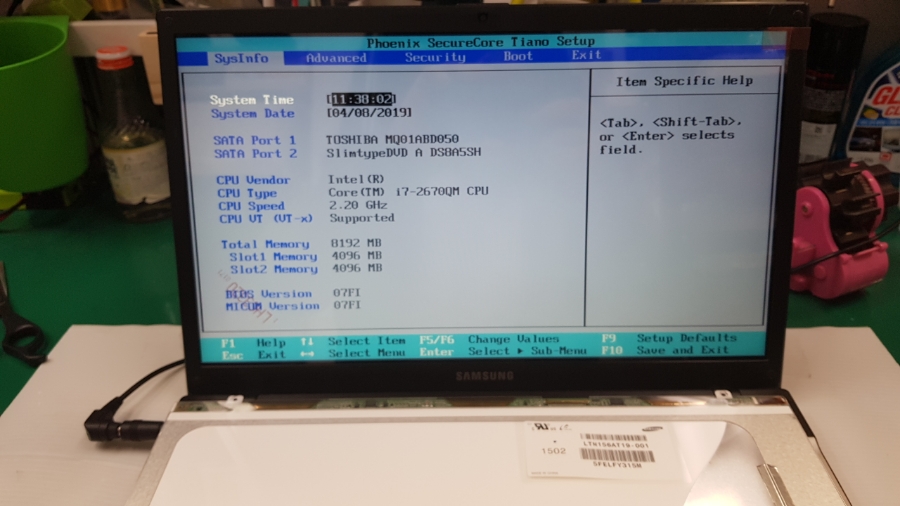 Phoenix SecureCore Tiano Setup
SysInfo Advanced Security Boot Exit
Item Specific Help
System Time [11:38:02]
System Date [04/08/2019]
<Tab>, <Shift-Tab>,
or <Enter> selects
field.
SATA Port 1 TOSHIBA MQ01ABD050
SATA Port 2 SlimtypeDVD A DS8A5SH
CPU Vendor Intel(R)
CPU Type Core(TM) i7-2670QM CPU
CPU Speed 2.20 GHz
CPU VT (VT-x) Supported
Total Memory 8192 MB
Slot1 Memory 4096 MB
Slot2 Memory 4096 MB
BIOS Version 07FI
MICOM Version 07FI
F1 Help ↑↓ Select Item F5/F6 Change Values F9 Setup Defaults
Esc Exit ↔ Select Menu Enter Select ▶ Sub-Menu F10 Save and Exit
SAMSUNG
1502
LTN156AT19-001